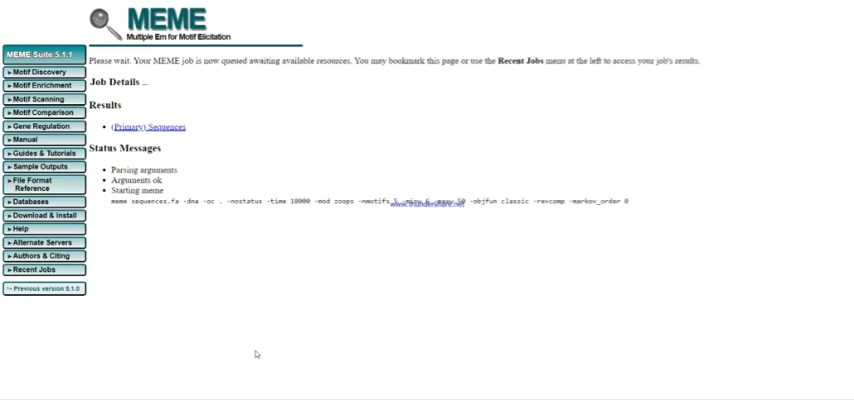 MEME
Multiple Em for Motif Elicitation
MEME Suite 5.1.1
Motif Discovery
Motif Enrichment
Motif Scanning
Motif Comparison
Gene Regulation
Manual
Guides & Tutorials
Sample Outputs
File Format
Reference
Databases
Download & Install
Help
Alternate Servers
Authors & Citing
Recent Jobs
Previous version 5.1.0
Please wait. Your MEME job is now queued awaiting available resources. You may bookmark this page or use the Recent Jobs menu at the left to access your job's results.
Job Details ...
Results
• (Primary) Sequences
Status Messages
• Parsing arguments
• Arguments ok
• Starting meme
meme sequences.fa -dna -oc . -nostatus -time 18000 -mod zoops -nmotifs 5 -minw 6 -maxw 50 -objfun classic -revcomp -markov_order 0
www.thundershare.net